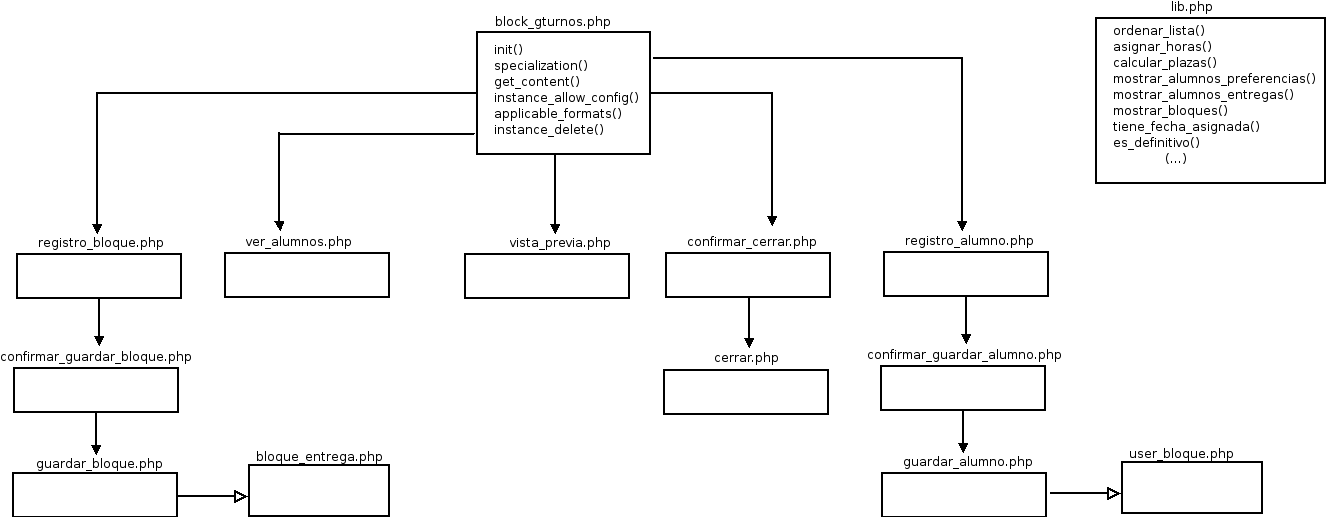 lib.php
block_gturnos.php
init()
specialization()
get_content()
instance_allow_config()
applicable_formats()
instance_delete()
ordenar_lista()
asignar_horas()
calcular_plazas()
mostrar_alumnos_preferencias()
mostrar_alumnos_entregas()
mostrar_bloques()
tiene_fecha_asignada()
es_definitivo()
(...)
registro_bloque.php
ver_alumnos.php
vista_previa.php
confirmar_cerrar.php
registro_alumno.php
confirmar_guardar_bloque.php
cerrar.php
confirmar_guardar_alumno.php
guardar_bloque.php
bloque_entrega.php
guardar_alumno.php
user_bloque.php